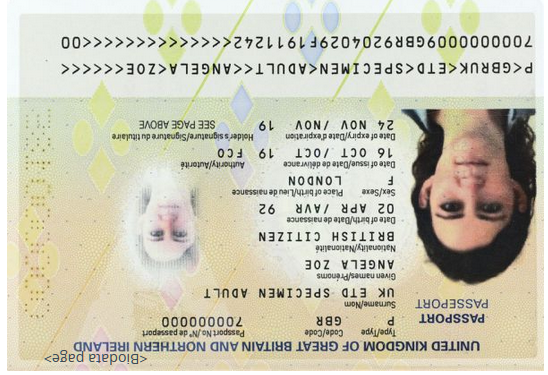 <Biodata page>
UNITED KINGDOM OF GREAT BRITAIN AND NORTHERN IRELAND
PASSPORT
PASSEPORT
Type/Type Code/Code Passport No./Nº de passeport
P GBR 700000000
Surname/Nom
UK ETD SPECIMEN ADULT
Given names/Prénoms
ANGELA ZOE
Nationality/Nationalité
BRITISH CITIZEN
Date of birth/Date de naissance
02 APR /AVR 92
Sex/Sexe Place of birth/Lieu de naissance
F LONDON
Date of issue/Date de délivrance Authority/Autorité
16 OCT /OCT 19 FCO
Date of expiry/Date d'expiration Holder's signature/Signature du titulaire
24 NOV /NOV 19 SEE PAGE ABOVE
P<GBRUK<ETD<SPECIMEN<ADULT<<ANGELA<ZOE<<<<<<
7000000009GBR9204029F1911242<<<<<<<<<<<<<<00